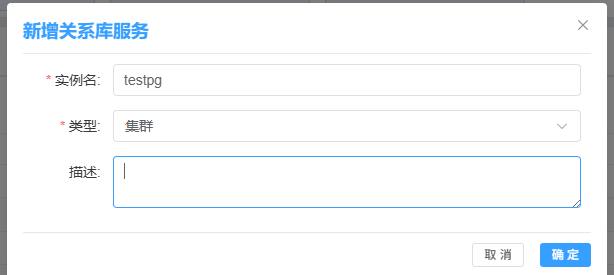 新增关系库服务
* 实例名: testpg
* 类型: 集群
描述:
取 消 确 定